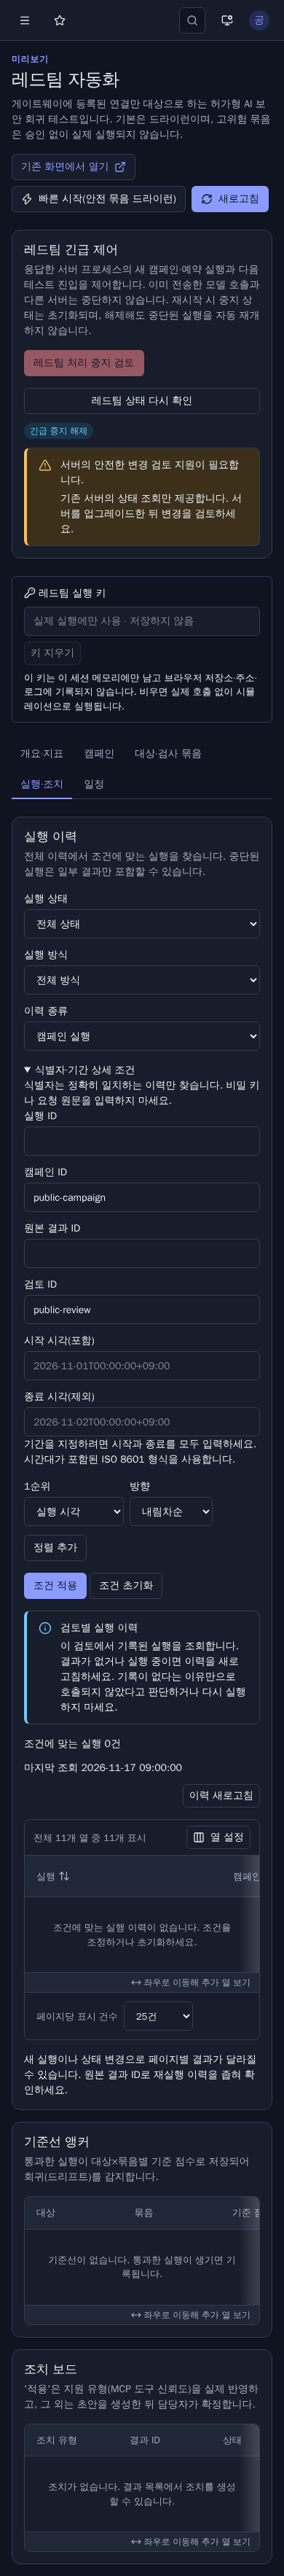 공
미리보기
레드팀 자동화
게이트웨이에 등록된 연결만 대상으로 하는 허가형 AI 보
안 회귀 테스트입니다. 기본은 드라이런이며, 고위험 묶음
은 승인 없이 실제 실행되지 않습니다.
기존 화면에서 열기
빠른 시작(안전 묶음 드라이런)
새로고침
레드팀 긴급 제어
응답한 서버 프로세스의 새 캠페인·예약 실행과 다음
테스트 진입을 제어합니다. 이미 전송한 모델 호출과
다른 서버는 중단하지 않습니다. 재시작 시 중지 상
태는 초기화되며, 해제해도 중단된 실행을 자동 재개
하지 않습니다.
레드팀 처리 중지 검토
레드팀 상태 다시 확인
긴급 중지 해제
서버의 안전한 변경 검토 지원이 필요합
니다.
기존 서버의 상태 조회만 제공합니다. 서
버를 업그레이드한 뒤 변경을 검토하세
요.
레드팀 실행 키
실제 실행에만 사용 · 저장하지 않음
키 지우기
이 키는 이 세션 메모리에만 남고 브라우저 저장소·주소·
로그에 기록되지 않습니다. 비우면 실제 호출 없이 시뮬
레이션으로 실행됩니다.
개요·지표
캠페인
대상·검사 묶음
실행·조치
일정
실행 이력
전체 이력에서 조건에 맞는 실행을 찾습니다. 중단된
실행은 일부 결과만 포함할 수 있습니다.
실행 상태
전체 상태
실행 방식
전체 방식
이력 종류
캠페인 실행
▼ 식별자·기간 상세 조건
식별자는 정확히 일치하는 이력만 찾습니다. 비밀 키
나 요청 원문을 입력하지 마세요.
실행 ID
캠페인 ID
public-campaign
원본 결과 ID
검토 ID
public-review
시작 시각(포함)
2026-11-01T00:00:00+09:00
종료 시각(제외)
2026-11-02T00:00:00+09:00
기간을 지정하려면 시작과 종료를 모두 입력하세요.
시간대가 포함된 ISO 8601 형식을 사용합니다.
1순위
방향
실행 시각
내림차순
정렬 추가
조건 적용
조건 초기화
검토별 실행 이력
이 검토에서 기록된 실행을 조회합니다.
결과가 없거나 실행 중이면 이력을 새로
고침하세요. 기록이 없다는 이유만으로
호출되지 않았다고 판단하거나 다시 실행
하지 마세요.
조건에 맞는 실행 0건
마지막 조회 2026-11-17 09:00:00
이력 새로고침
전체 11개 열 중 11개 표시
열 설정
실행
캠페인
조건에 맞는 실행 이력이 없습니다. 조건을
조정하거나 초기화하세요.
↔ 좌우로 이동해 추가 열 보기
페이지당 표시 건수
25건
새 실행이나 상태 변경으로 페이지별 결과가 달라질
수 있습니다. 원본 결과 ID로 재실행 이력을 좁혀 확
인하세요.
기준선 앵커
통과한 실행이 대상×묶음별 기준 점수로 저장되어
회귀(드리프트)를 감지합니다.
대상
묶음
기준 점
기준선이 없습니다. 통과한 실행이 생기면 기
록됩니다.
↔ 좌우로 이동해 추가 열 보기
조치 보드
'적용'은 지원 유형(MCP 도구 신뢰도)을 실제 반영하
고, 그 외는 초안을 생성한 뒤 담당자가 확정합니다.
조치 유형
결과 ID
상태
조치가 없습니다. 결과 목록에서 조치를 생성
할 수 있습니다.
↔ 좌우로 이동해 추가 열 보기